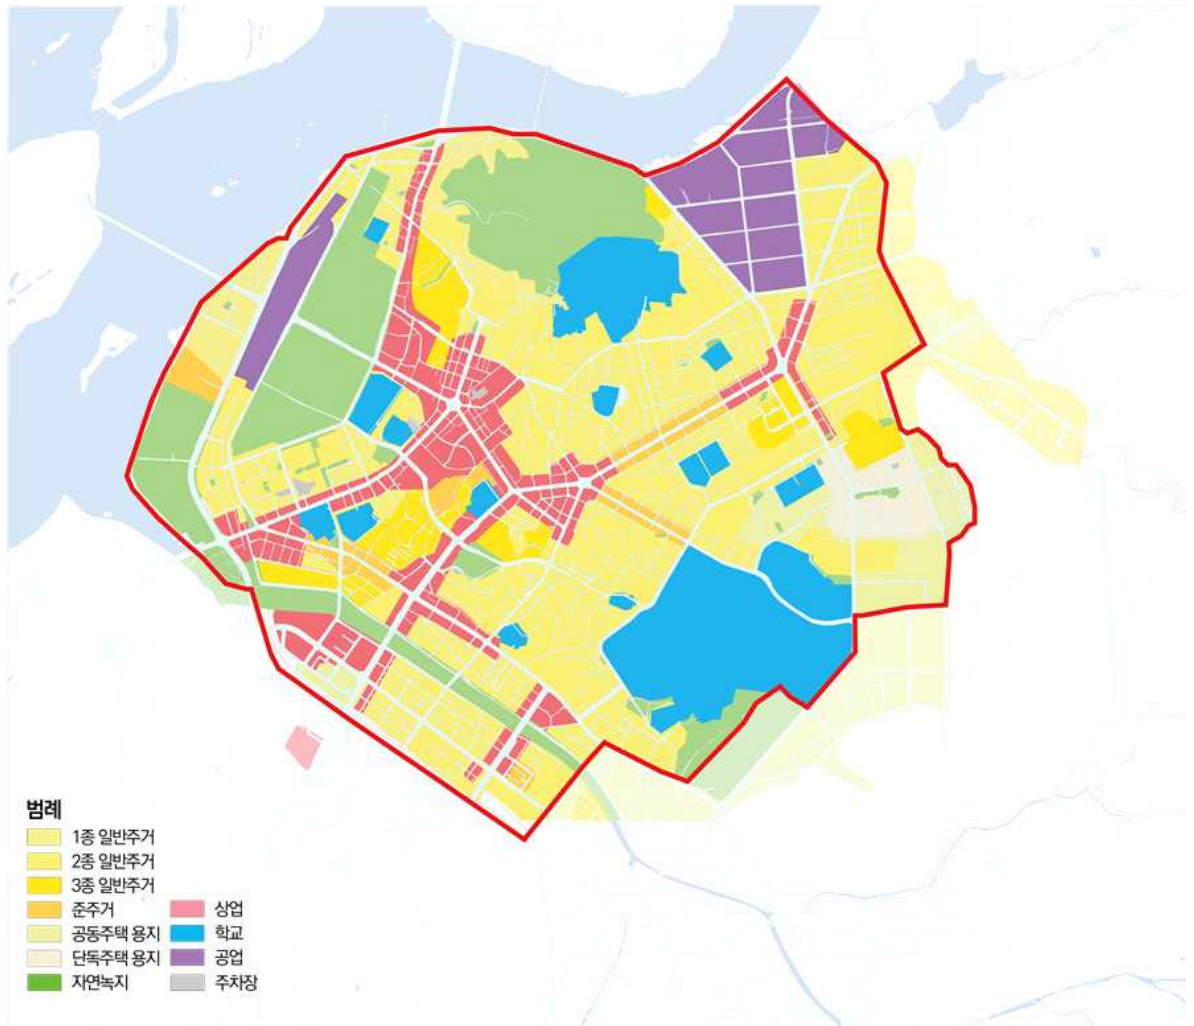 범례
1종 일반주거
2종 일반주거
3종 일반주거
준주거
공동주택 용지
단독주택 용지
자연녹지
상업
학교
공업
주차장